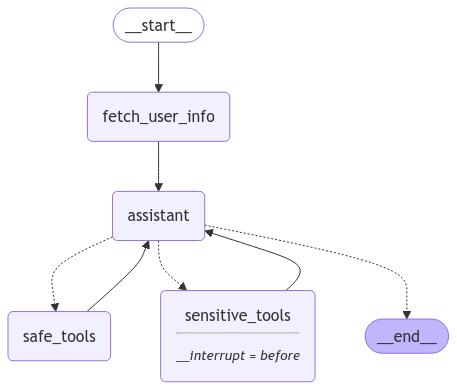 __start__
fetch_user_info
assistant
sensitive_tools
__interrupt = before
safe_tools
__end__